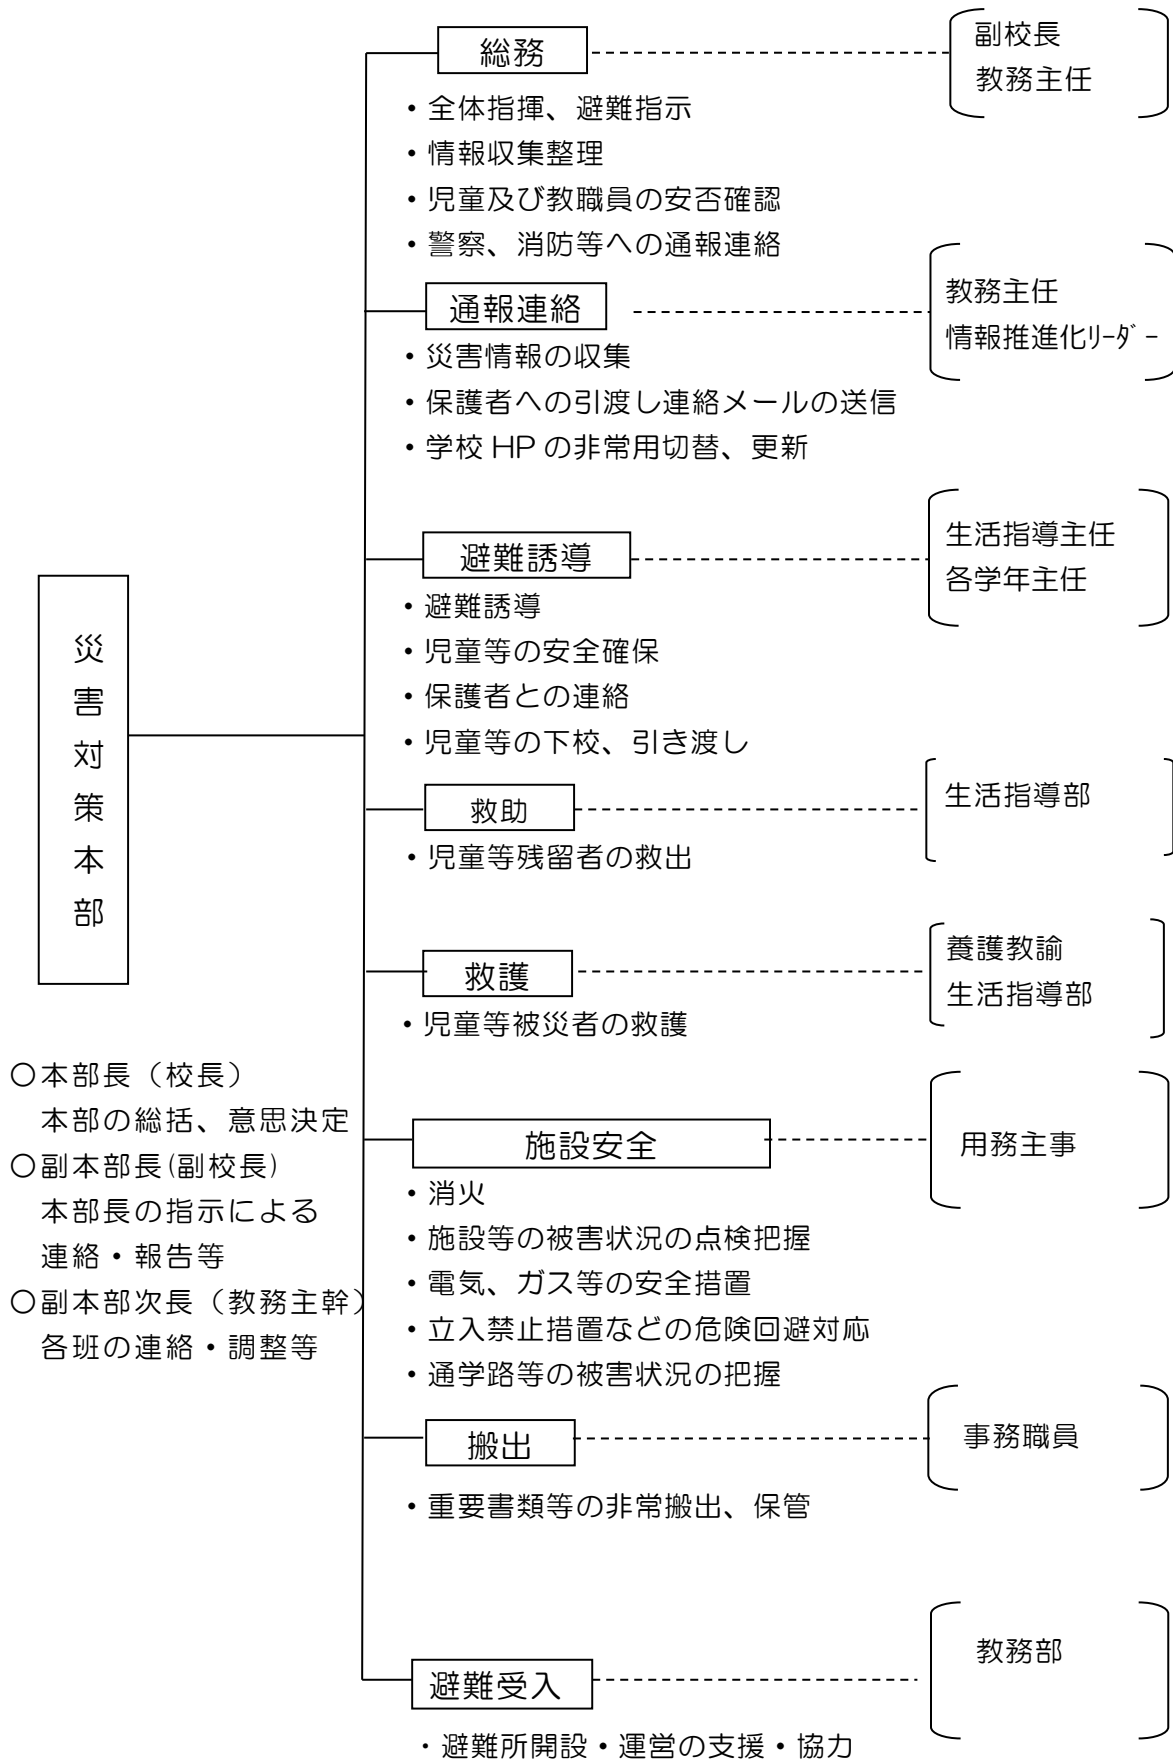 総務
副校長
教務主任
・全体指揮、避難指示
・情報収集整理
・児童及び教職員の安否確認
・警察、消防等への通報連絡
通報連絡
教務主任
情報推進化リーダー
・災害情報の収集
・保護者への引渡し連絡メールの送信
・学校 HP の非常用切替、更新
避難誘導
生活指導主任
各学年主任
・避難誘導
・児童等の安全確保
・保護者との連絡
・児童等の下校、引き渡し
災害対策本部
救助
生活指導部
・児童等残留者の救出
救護
養護教諭
生活指導部
・児童等被災者の救護
○本部長（校長）
本部の総括、意思決定
○副本部長(副校長)
本部長の指示による
連絡・報告等
○副本部次長（教務主幹）
各班の連絡・調整等
施設安全
用務主事
・消火
・施設等の被害状況の点検把握
・電気、ガス等の安全措置
・立入禁止措置などの危険回避対応
・通学路等の被害状況の把握
搬出
事務職員
・重要書類等の非常搬出、保管
避難受入
教務部
・避難所開設・運営の支援・協力